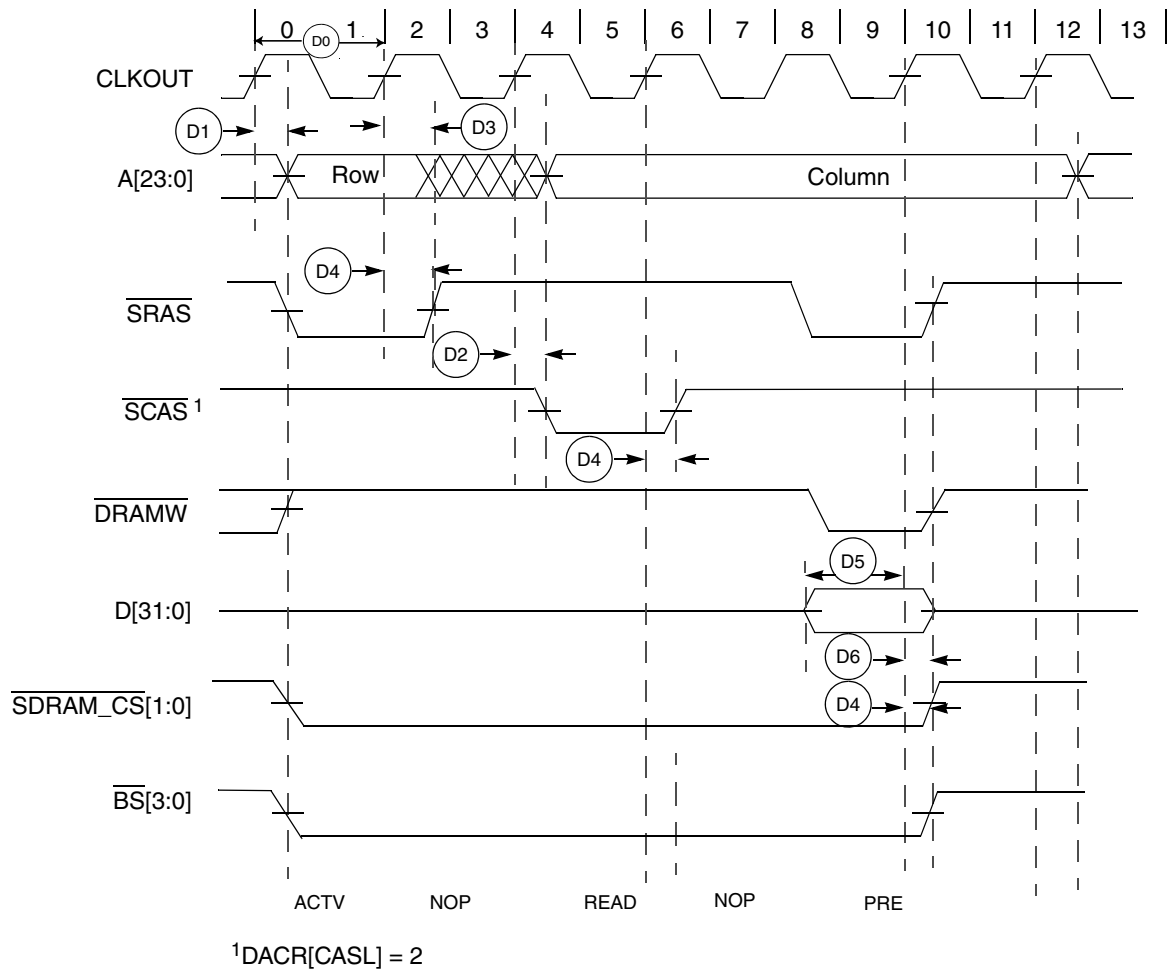 0 1 2 3 4 5 6 7 8 9 10 11 12 13
D0
CLKOUT
D1
D3
A[23:0]
Row
Column
D4
SRAS
D2
SCAS 1
D4
DRAMW
D5
D[31:0]
D6
SDRAM_CS[1:0]
D4
BS[3:0]
ACTV NOP READ NOP PRE
1DACR[CASL] = 2